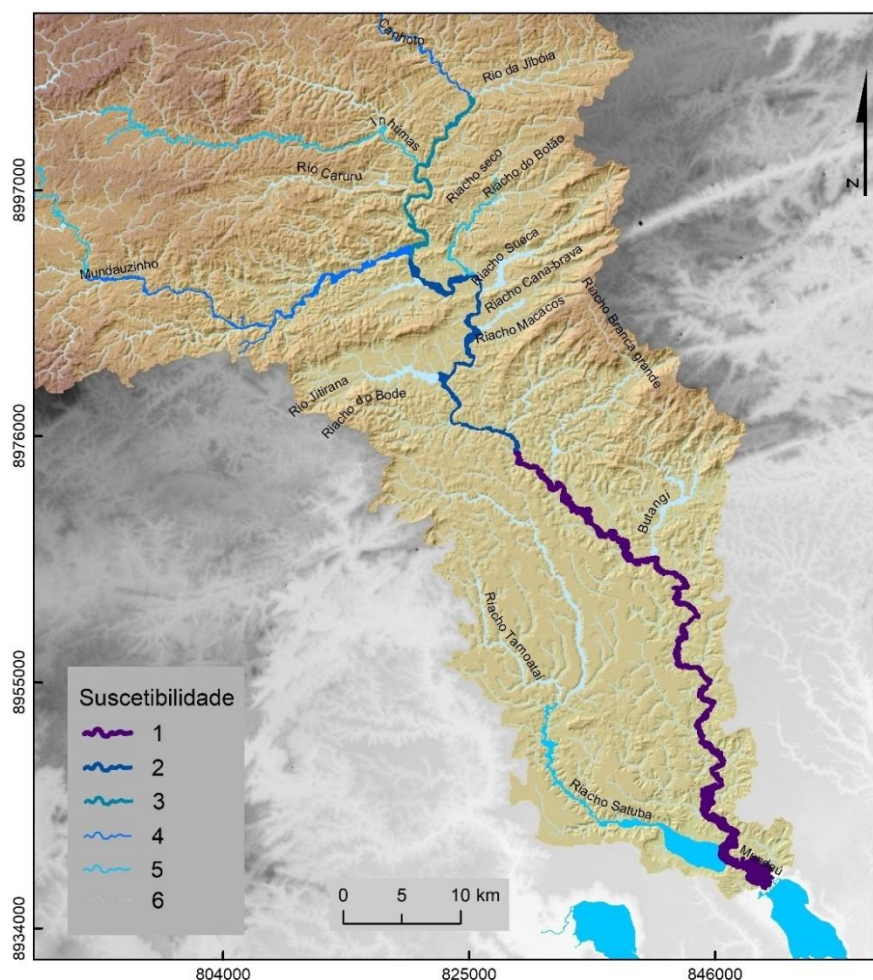 Canhoto
Rio da Jibóia
Inhúmas
Rio Caruru
Riacho seco
Riacho do Botão
Mundauzinho
Riacho Sueca
Riacho Cana-brava
Riacho Macacos
Riacho Branca grande
Rio Jitirana
Riacho do Bode
Butangi
Riacho Tamoatal
Riacho Satuba
Mundaú
N
8997000
8976000
8955000
8934000
Suscetibilidade
1
2
3
4
5
6
0 5 10 km
804000 825000 846000